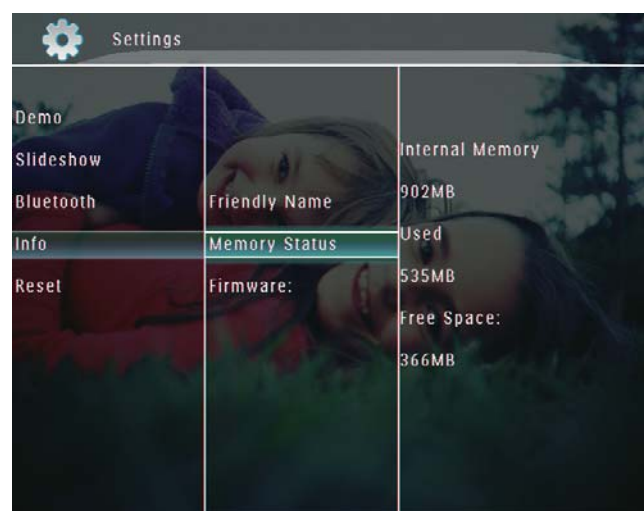 Settings
Demo
Slideshow
Bluetooth
Info
Reset
Friendly Name
Memory Status
Firmware:
Internal Memory
902MB
Used
535MB
Free Space:
366MB